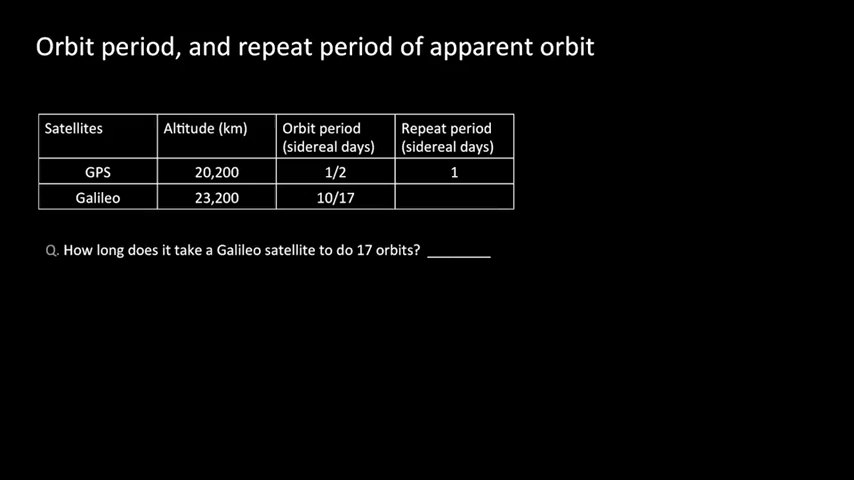 Orbit period, and repeat period of apparent orbit
Satellites Altitude (km) Orbit period (sidereal days) Repeat period (sidereal days)
GPS 20,200 1/2 1
Galileo 23,200 10/17
Q. How long does it take a Galileo satellite to do 17 orbits? ________